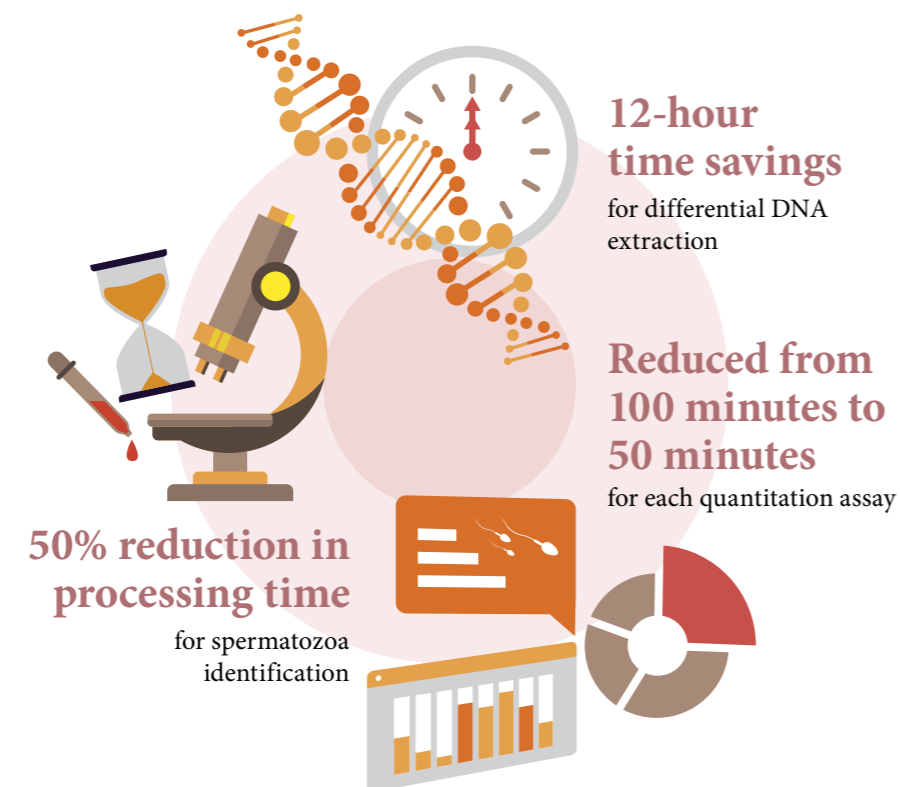 12-hour
time savings
for differential DNA
extraction
Reduced from
100 minutes to
50 minutes
for each quantitation assay
50% reduction in
processing time
for spermatozoa
identification